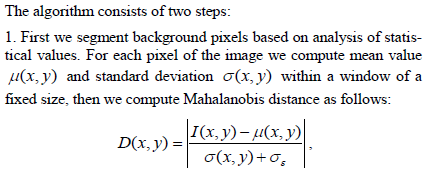 The algorithm consists of two steps:
1. First we segment background pixels based on analysis of statis-
tical values. For each pixel of the image we compute mean value
μ(x, y) and standard deviation σ(x, y) within a window of a
fixed size, then we compute Mahalanobis distance as follows:
D(x, y) = |(I(x, y) − μ(x, y)) / (σ(x, y) + σₛ)|,